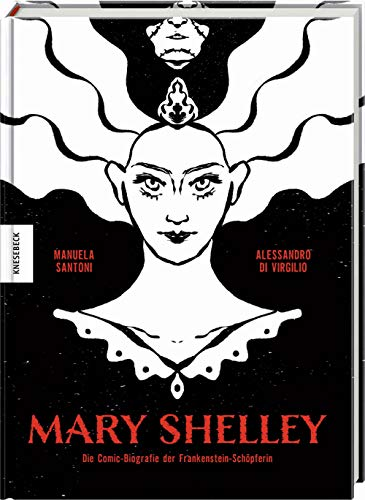 MANUELA
SANTONI
ALESSANDRO
DI VIRGILIO
KNESEBECK
MARY SHELLEY
Die Comic-Biografie der Frankenstein-Schöpferin